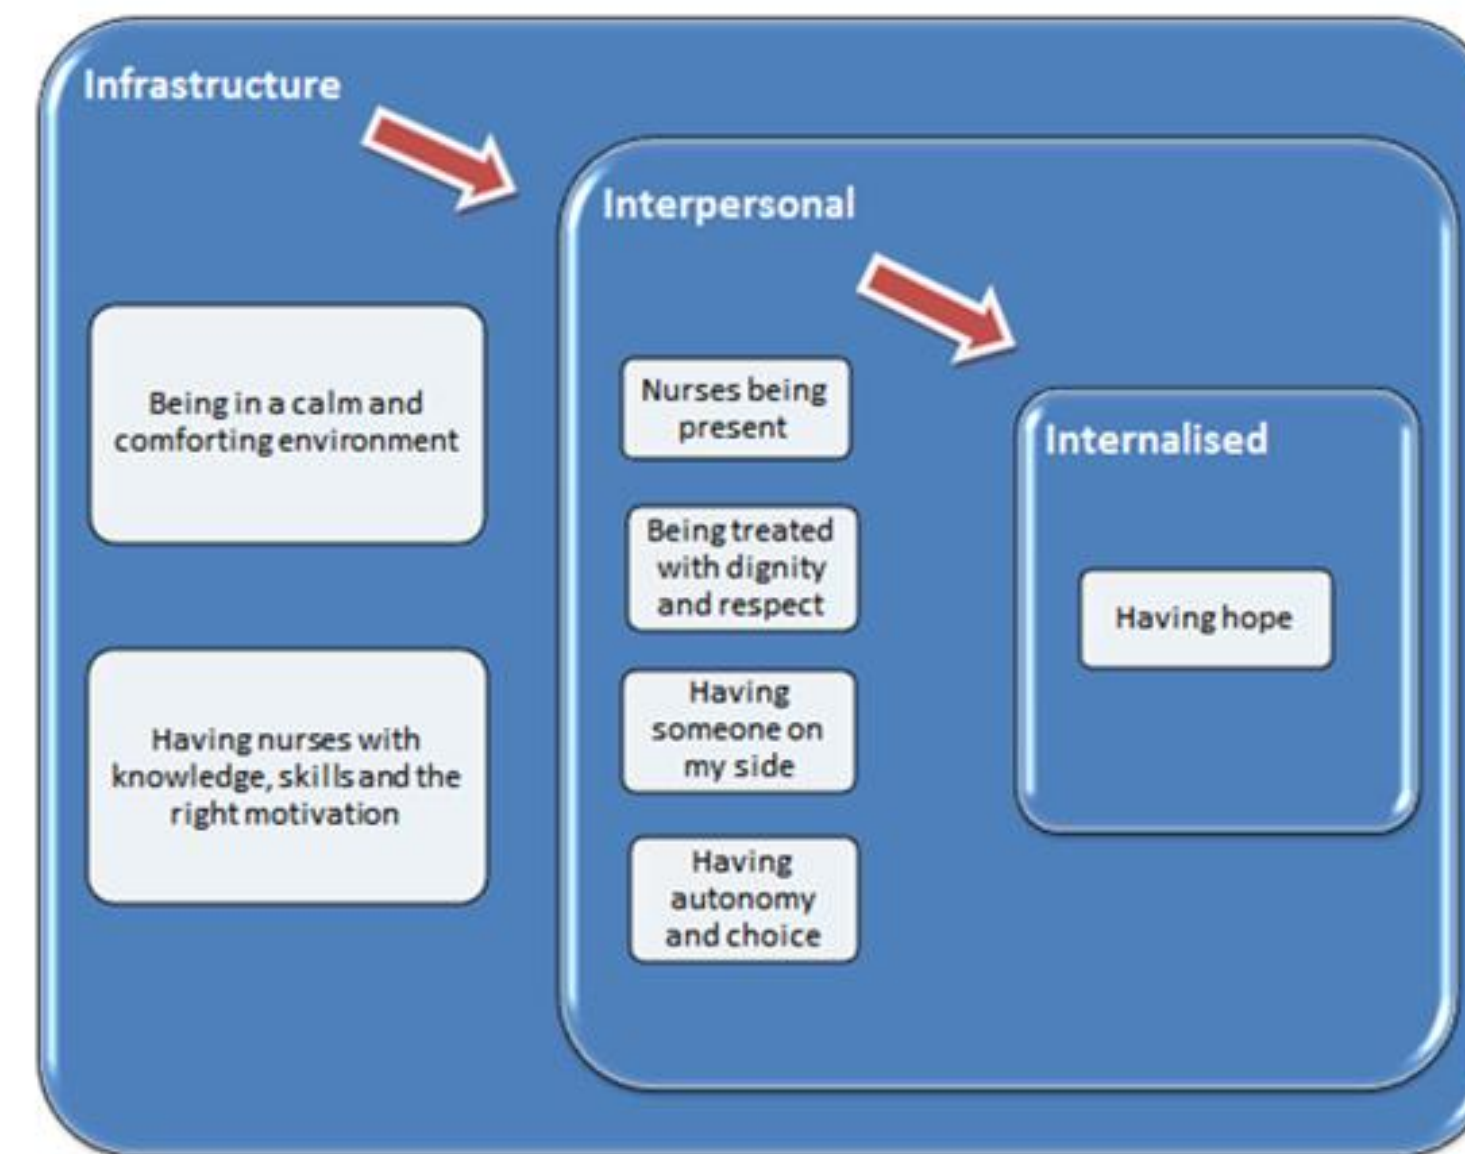 Infrastructure
Being in a calm and
comforting environment
Having nurses with
knowledge, skills and the
right motivation
Interpersonal
Nurses being
present
Being treated
with dignity
and respect
Having
someone on
my side
Having
autonomy
and choice
Internalised
Having hope